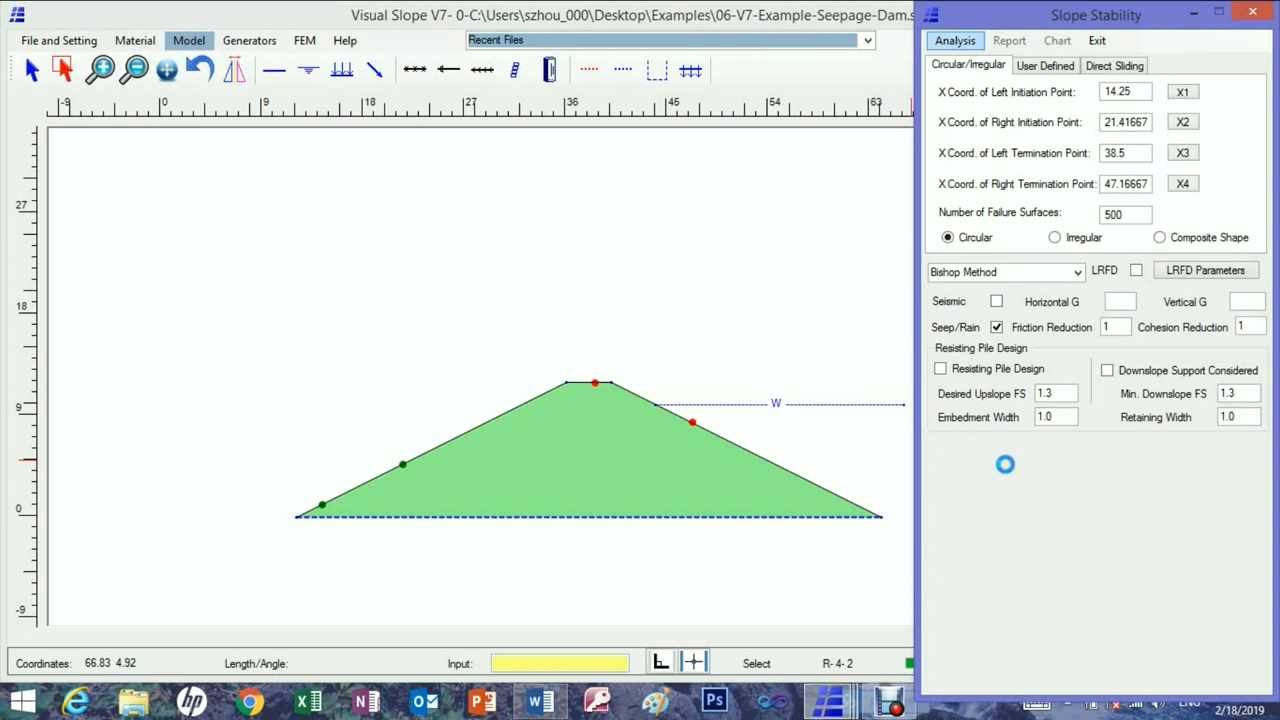 Visual Slope V7- 0-C:\Users\szhou_000\Desktop\Examples\06-V7-Example-Seepage-Dam.s
Slope Stability
File and Setting Material Model Generators FEM Help Recent Files
Analysis Report Chart Exit
Circular/Irregular User Defined Direct Sliding
-9 0 9 18 27 36 45 54 63
27
18
9
0
-9
W
X Coord. of Left Initiation Point: 14.25 X1
X Coord. of Right Initiation Point: 21.41667 X2
X Coord. of Left Termination Point: 38.5 X3
X Coord. of Right Termination Point: 47.16667 X4
Number of Failure Surfaces: 500
Circular Irregular Composite Shape
Bishop Method LRFD LRFD Parameters
Seismic Horizontal G Vertical G
Seep/Rain Friction Reduction 1 Cohesion Reduction 1
Resisting Pile Design
Resisting Pile Design Downslope Support Considered
Desired Upslope FS 1.3 Min. Downslope FS 1.3
Embedment Width 1.0 Retaining Width 1.0
Coordinates: 66.83 4.92 Length/Angle: Input: Select R- 4- 2
ENG
2/18/2019